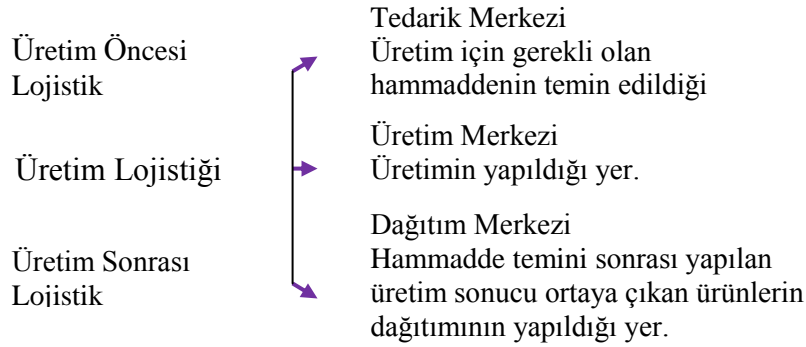 Üretim Öncesi
Lojistik
Tedarik Merkezi
Üretim için gerekli olan
hammaddenin temin edildiği
Üretim Lojistiği
Üretim Merkezi
Üretimin yapıldığı yer.
Üretim Sonrası
Lojistik
Dağıtım Merkezi
Hammadde temini sonrası yapılan
üretim sonucu ortaya çıkan ürünlerin
dağıtımının yapıldığı yer.